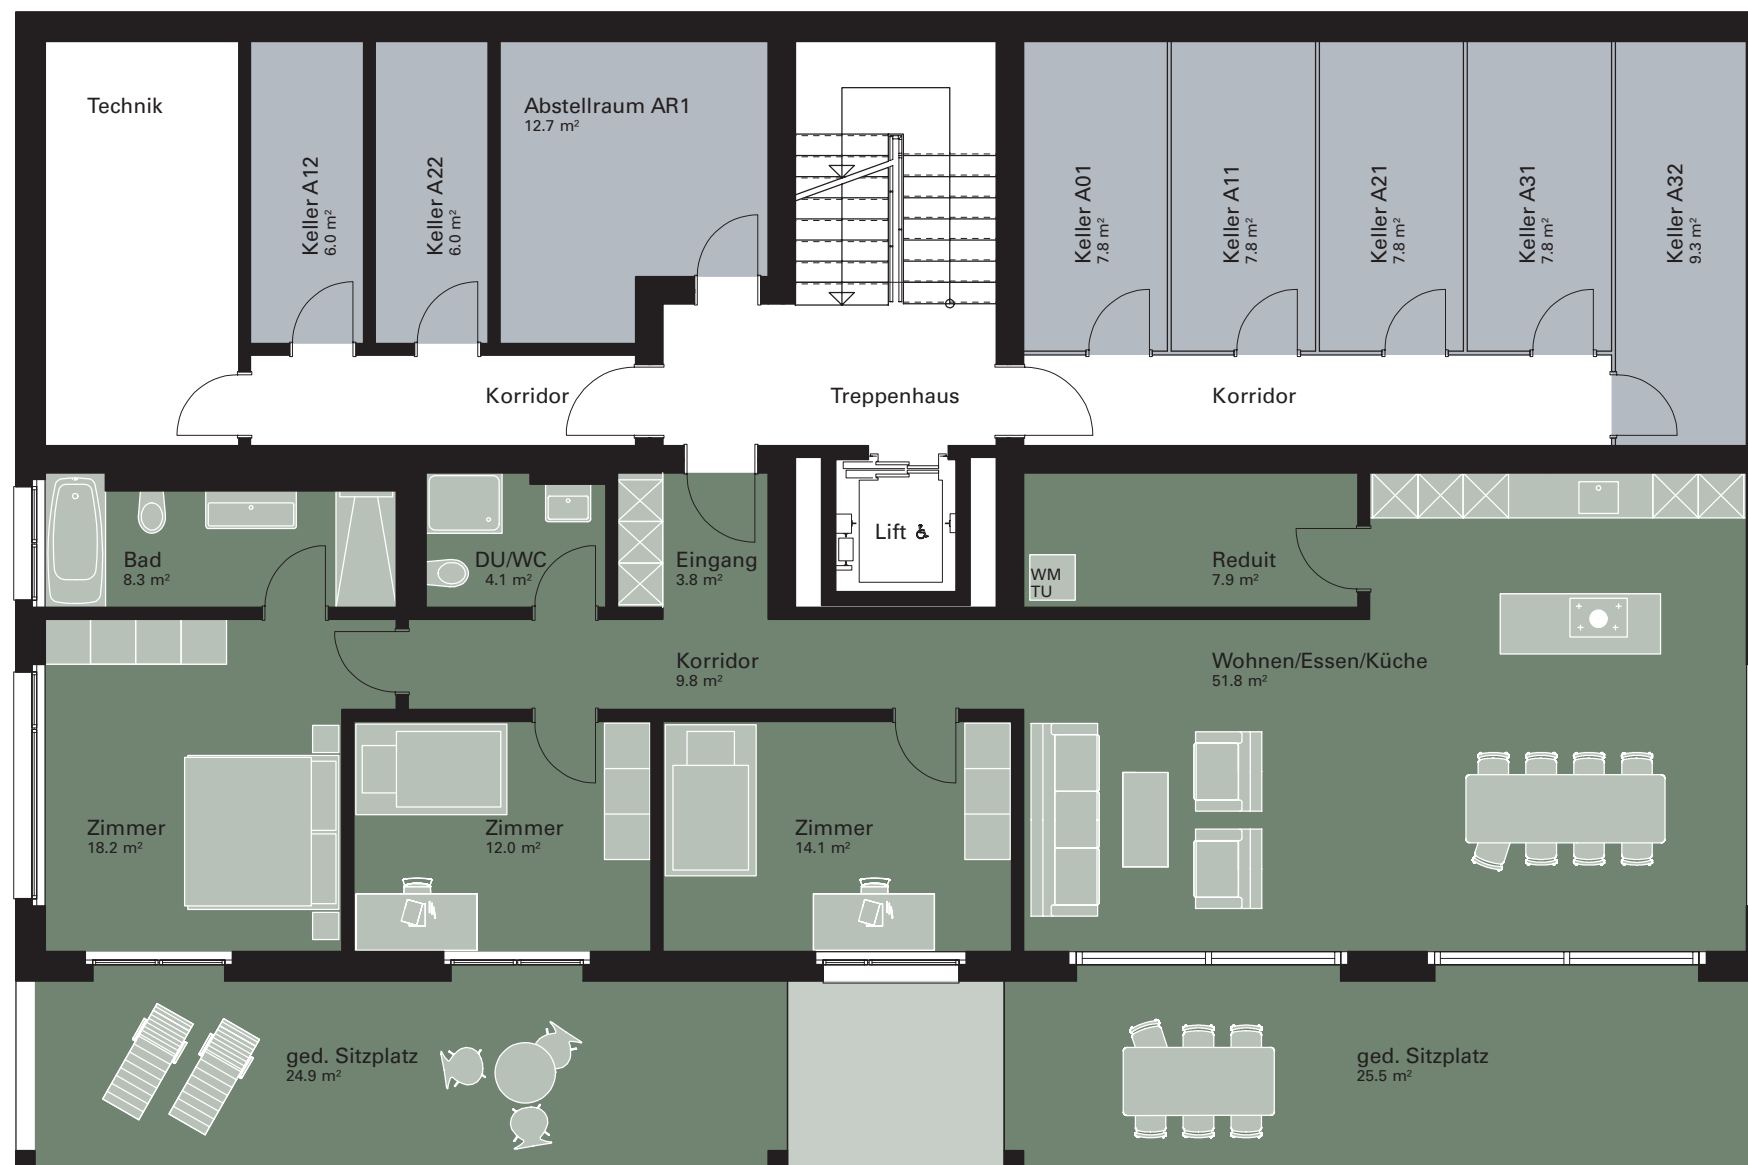 Technik
Keller A12
6.0 m²
Keller A22
6.0 m²
Abstellraum AR1
12.7 m²
Keller A01
7.8 m²
Keller A11
7.8 m²
Keller A21
7.8 m²
Keller A31
7.8 m²
Keller A32
9.3 m²
Korridor
Treppenhaus
Korridor
Bad
8.3 m²
DU/WC
4.1 m²
Eingang
3.8 m²
Lift
WM
TU
Reduit
7.9 m²
Korridor
9.8 m²
Wohnen/Essen/Küche
51.8 m²
Zimmer
18.2 m²
Zimmer
12.0 m²
Zimmer
14.1 m²
ged. Sitzplatz
24.9 m²
ged. Sitzplatz
25.5 m²